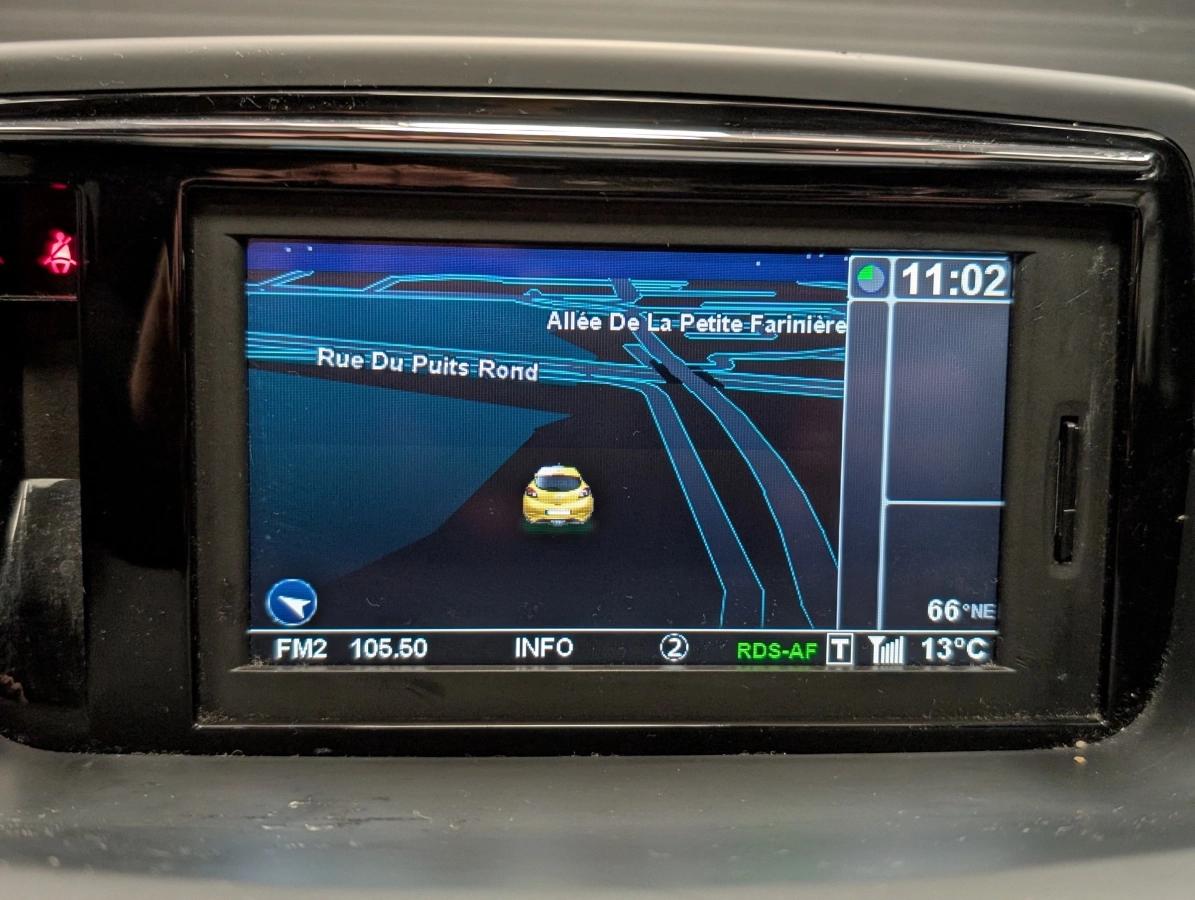 11:02
Allée De La Petite Farinière
Rue Du Puits Rond
66°NE
FM2 105.50 INFO 2 RDS-AF T 13°C